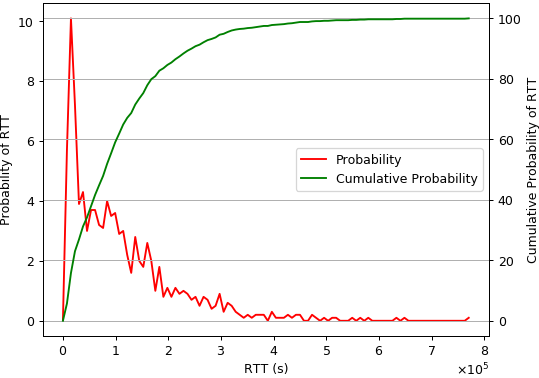 10
8
6
4
2
0
Probability of RTT
100
80
60
40
20
0
Cumulative Probability of RTT
Probability
Cumulative Probability
0 1 2 3 4 5 6 7 8
RTT (s)
×10⁵